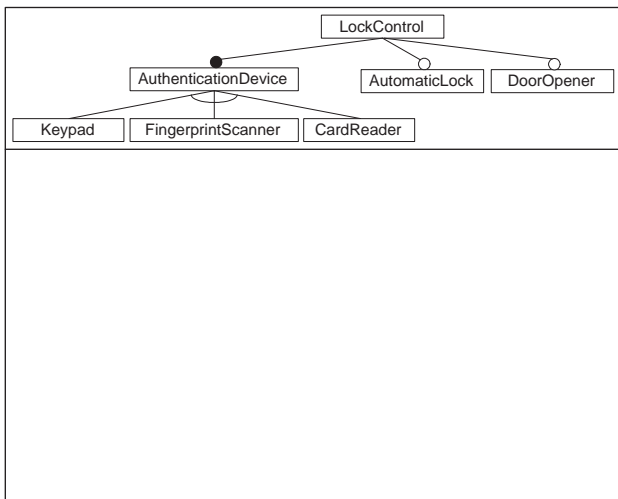 LockControl
AuthenticationDevice AutomaticLock DoorOpener
Keypad FingerprintScanner CardReader